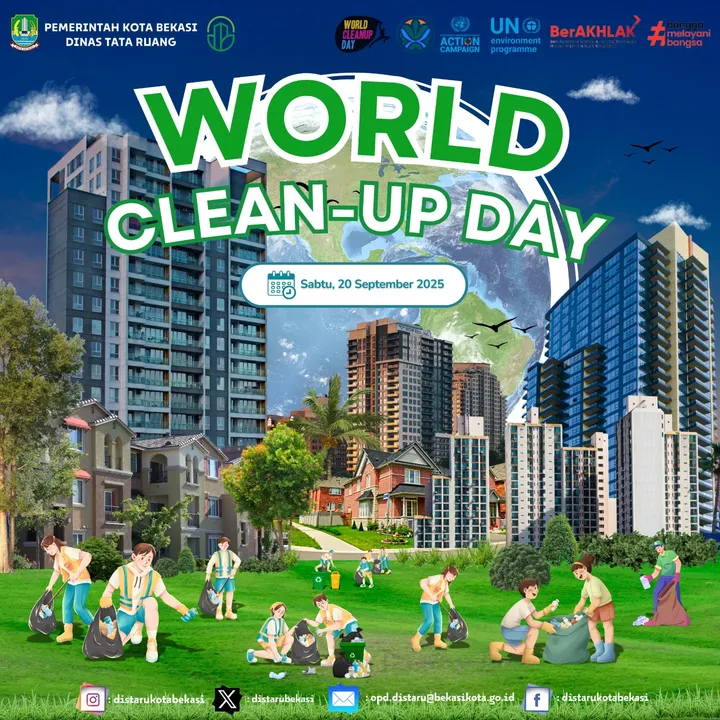 PEMERINTAH KOTA BEKASI
DINAS TATA RUANG
WORLD
CLEANUP
DAY
ACTION
CAMPAIGN
UN
environment
programme
BerAKHLAK
#bangga
melayani
bangsa
WORLD
CLEAN-UP DAY
Sabtu, 20 September 2025
: distarukotabekasi
: distarubekasi
: opd.distaru@bekasikota.go.id
: distarukotabekasi